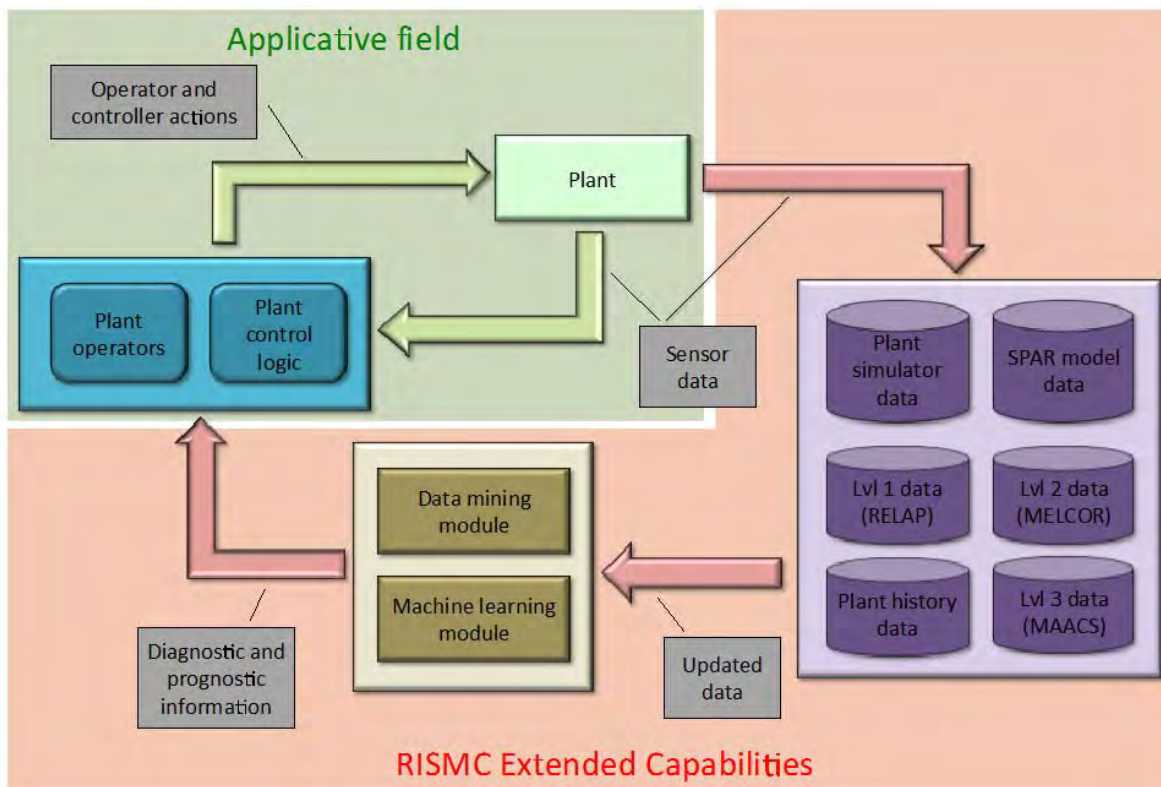 Applicative field
Operator and
controller actions
Plant
Plant
operators
Plant
control
logic
Sensor
data
Plant
simulator
data
SPAR model
data
Lvl 1 data
(RELAP)
Lvl 2 data
(MELCOR)
Plant history
data
Lvl 3 data
(MAACS)
Data mining
module
Machine learning
module
Diagnostic and
prognostic
information
Updated
data
RISMC Extended Capabilities